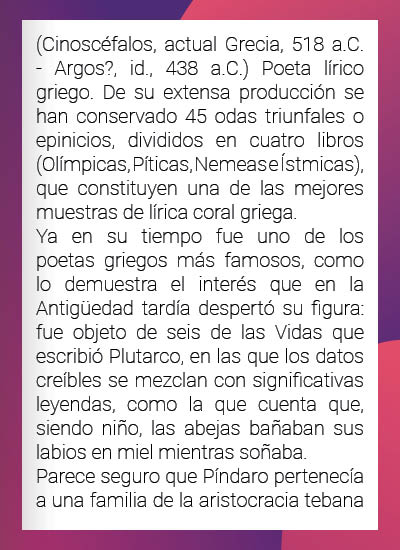 (Cinoscéfalos, actual Grecia, 518 a.C.
- Argos?, id., 438 a.C.) Poeta lírico
griego. De su extensa producción se
han conservado 45 odas triunfales o
epinicios, divididos en cuatro libros
(Olímpicas, Píticas, Nemeas e Ístmicas),
que constituyen una de las mejores
muestras de lírica coral griega.
Ya en su tiempo fue uno de los
poetas griegos más famosos, como
lo demuestra el interés que en la
Antigüedad tardía despertó su figura:
fue objeto de seis de las Vidas que
escribió Plutarco, en las que los datos
creíbles se mezclan con significativas
leyendas, como la que cuenta que,
siendo niño, las abejas bañaban sus
labios en miel mientras soñaba.
Parece seguro que Píndaro pertenecía
a una familia de la aristocracia tebana